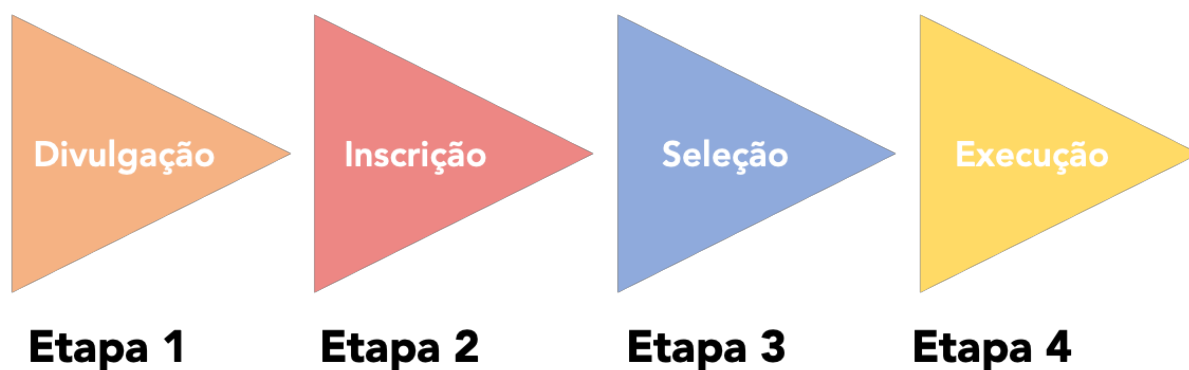 Divulgação
Inscrição
Seleção
Execução
Etapa 1
Etapa 2
Etapa 3
Etapa 4